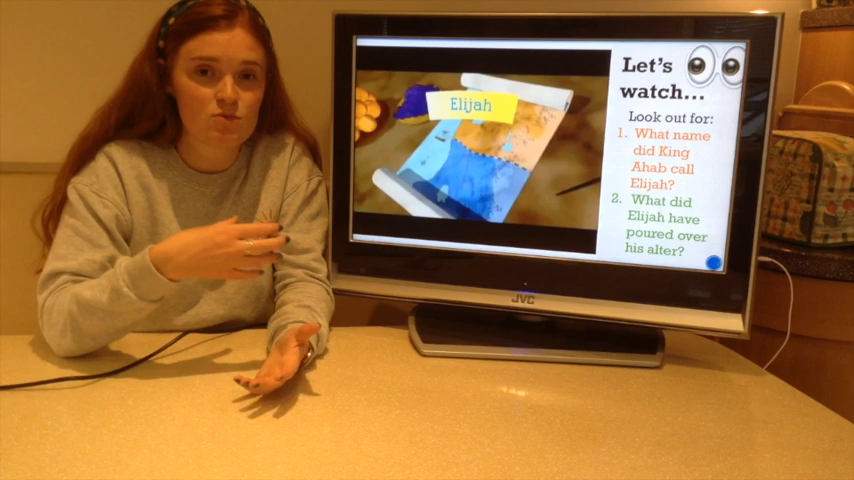 Elijah
Let's
watch...
Look out for:
1. What name
did King
Ahab call
Elijah?
2. What did
Elijah have
poured over
his alter?
JVC